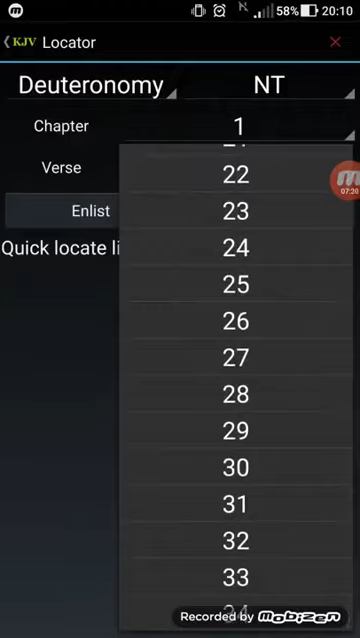 58% 20:10
KJV Locator
Deuteronomy NT
Chapter 1
22
Verse
23
07:20
Enlist
24
Quick locate li
25
26
27
28
29
30
31
32
33
34
Recorded by Mobizen